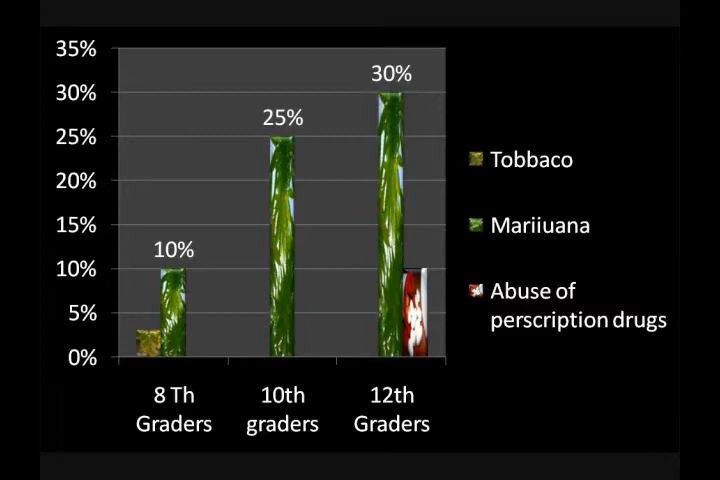 35%
30%
25%
20%
15%
10%
5%
0%
10%
25%
30%
8 Th
Graders
10th
graders
12th
Graders
Tobbaco
Mariiuana
Abuse of
perscription drugs